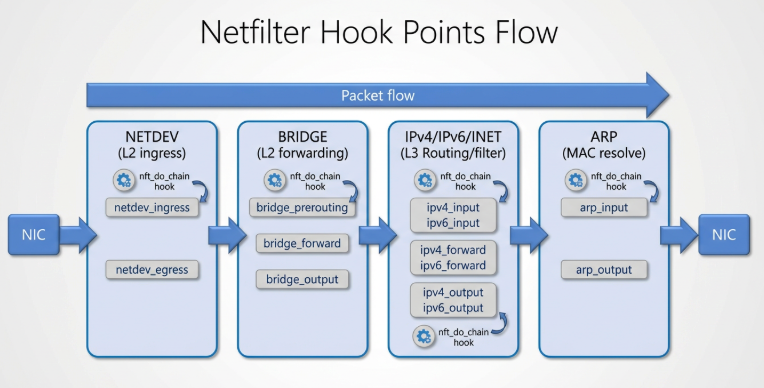 Netfilter Hook Points Flow
Packet flow
NIC
NETDEV
(L2 ingress)
nft_do_chain
hook
netdev_ingress
netdev_egress
BRIDGE
(L2 forwarding)
nft_do_chain
hook
bridge_prerouting
bridge_forward
bridge_output
IPv4/IPv6/INET
(L3 Routing/filter)
nft_do_chain
hook
ipv4_input
ipv6_input
ipv4_forward
ipv6_forward
ipv4_output
ipv6_output
nft_do_chain
hook
ARP
(MAC resolve)
nft_do_chain
hook
arp_input
arp_output
NIC